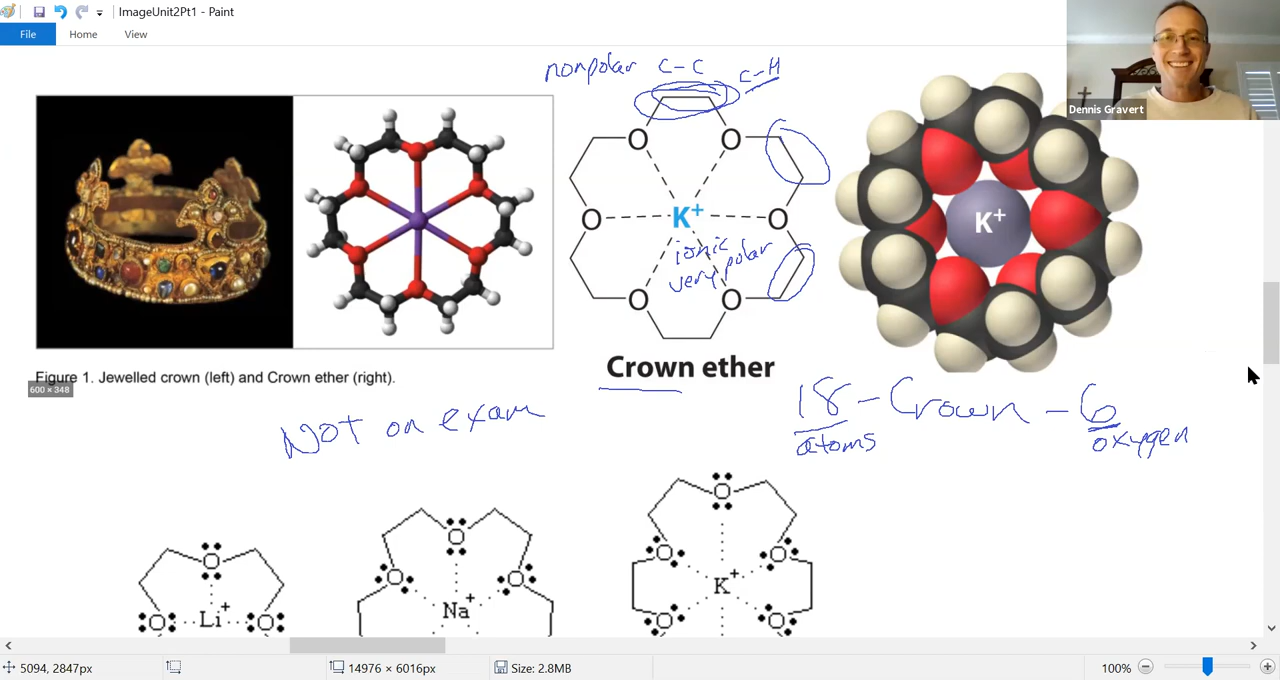 ImageUnit2Pt1 - Paint
File Home View
Dennis Gravert
nonpolar C-C C-H
O O
O K+ O
ionic
very polar
O O
K+
Crown ether
Figure 1. Jewelled crown (left) and Crown ether (right).
600 × 348
Not on exam
18 - Crown - 6
atoms oxygen
O
O Li+ O
O
O O
Na+
O
O O
K+
O O
5094, 2847px 14976 × 6016px Size: 2.8MB 100%